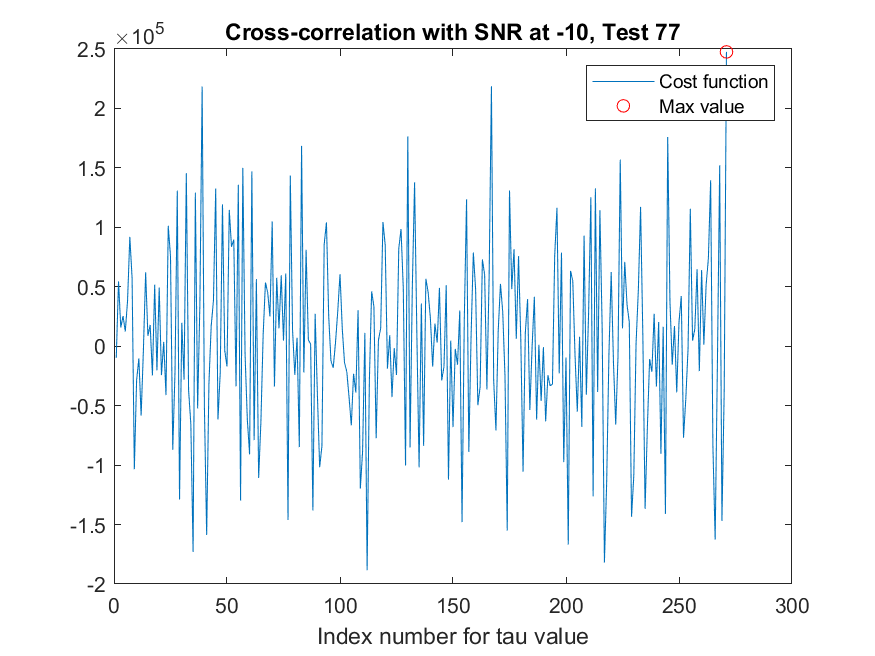 ×10⁵
Cross-correlation with SNR at -10, Test 77
2.5
2
1.5
1
0.5
0
-0.5
-1
-1.5
-2
Cost function
Max value
0 50 100 150 200 250 300
Index number for tau value